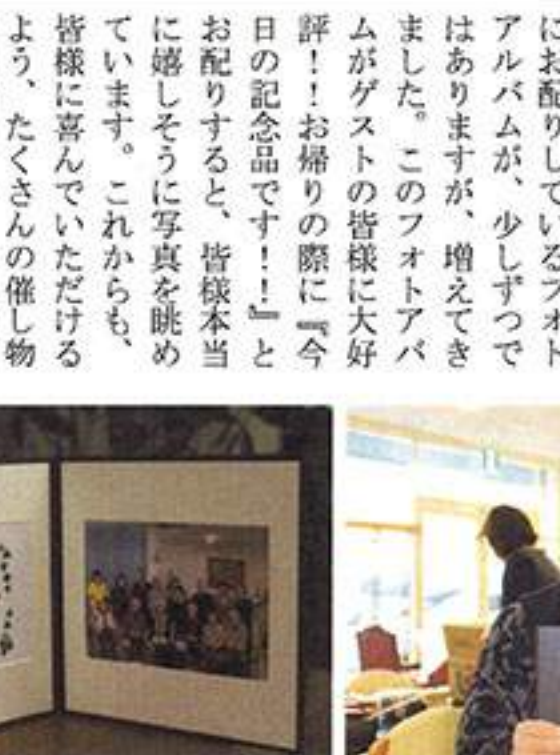 にお配りしているフォト
アルバムが、少しずつで
はありますが、増えてき
ました。このフォトアバ
ムがゲストの皆様に大好
評！！お帰りの際に『今
日の記念品です！！』と
お配りすると、皆様本当
に嬉しそうに写真を眺め
ています。これからも、
皆様に喜んでいただける
よう、たくさんの催し物